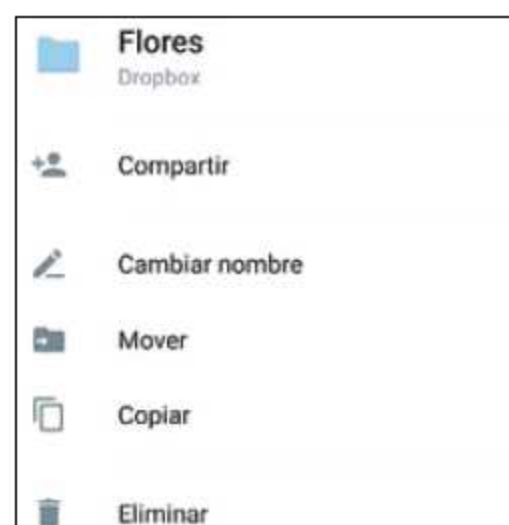 Flores
Dropbox
Compartir
Cambiar nombre
Mover
Copiar
Eliminar